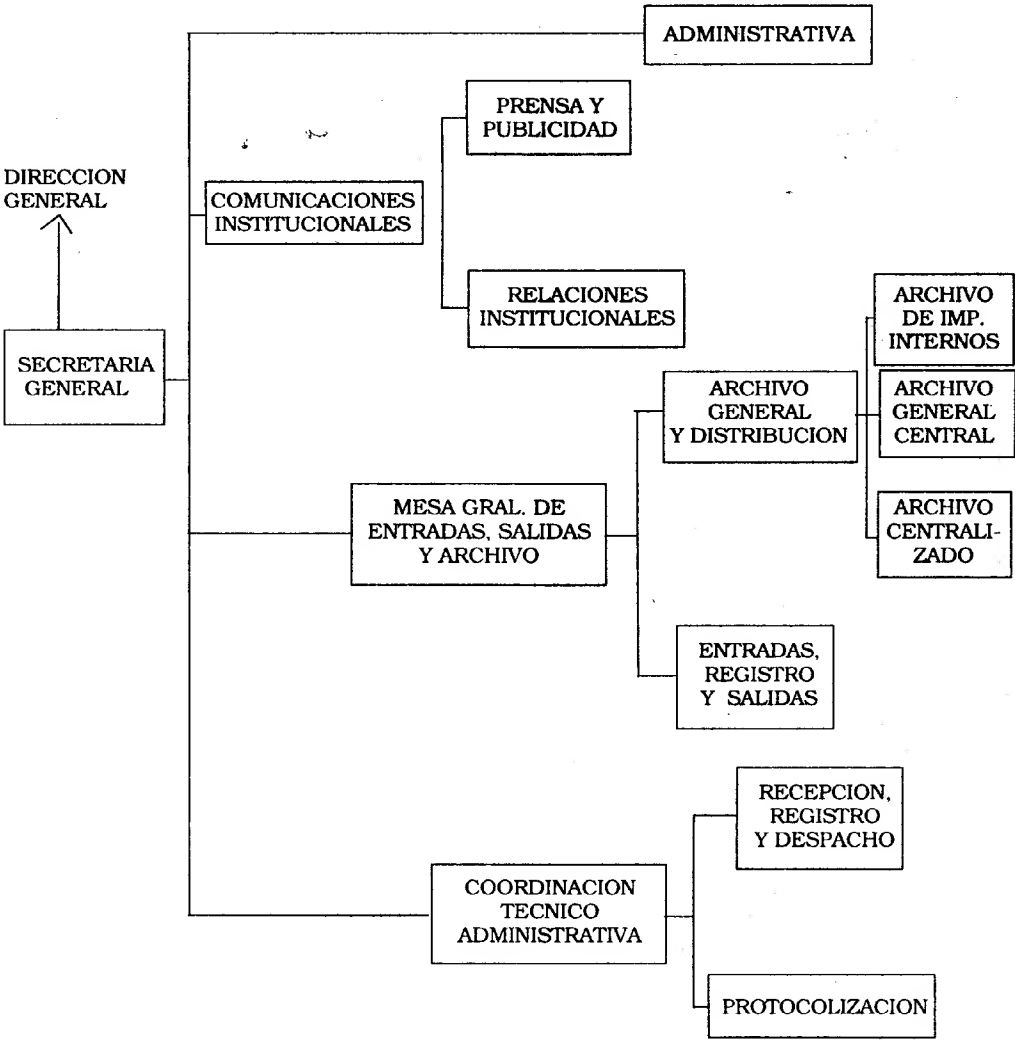 ADMINISTRATIVA
PRENSA Y
PUBLICIDAD
DIRECCION
GENERAL
COMUNICACIONES
INSTITUCIONALES
RELACIONES
INSTITUCIONALES
ARCHIVO
DE IMP.
INTERNOS
SECRETARIA
GENERAL
ARCHIVO
GENERAL
Y DISTRIBUCION
ARCHIVO
GENERAL
CENTRAL
MESA GRAL. DE
ENTRADAS, SALIDAS
Y ARCHIVO
ARCHIVO
CENTRALI-
ZADO
ENTRADAS,
REGISTRO
Y SALIDAS
RECEPCION,
REGISTRO
Y DESPACHO
COORDINACION
TECNICO
ADMINISTRATIVA
PROTOCOLIZACION